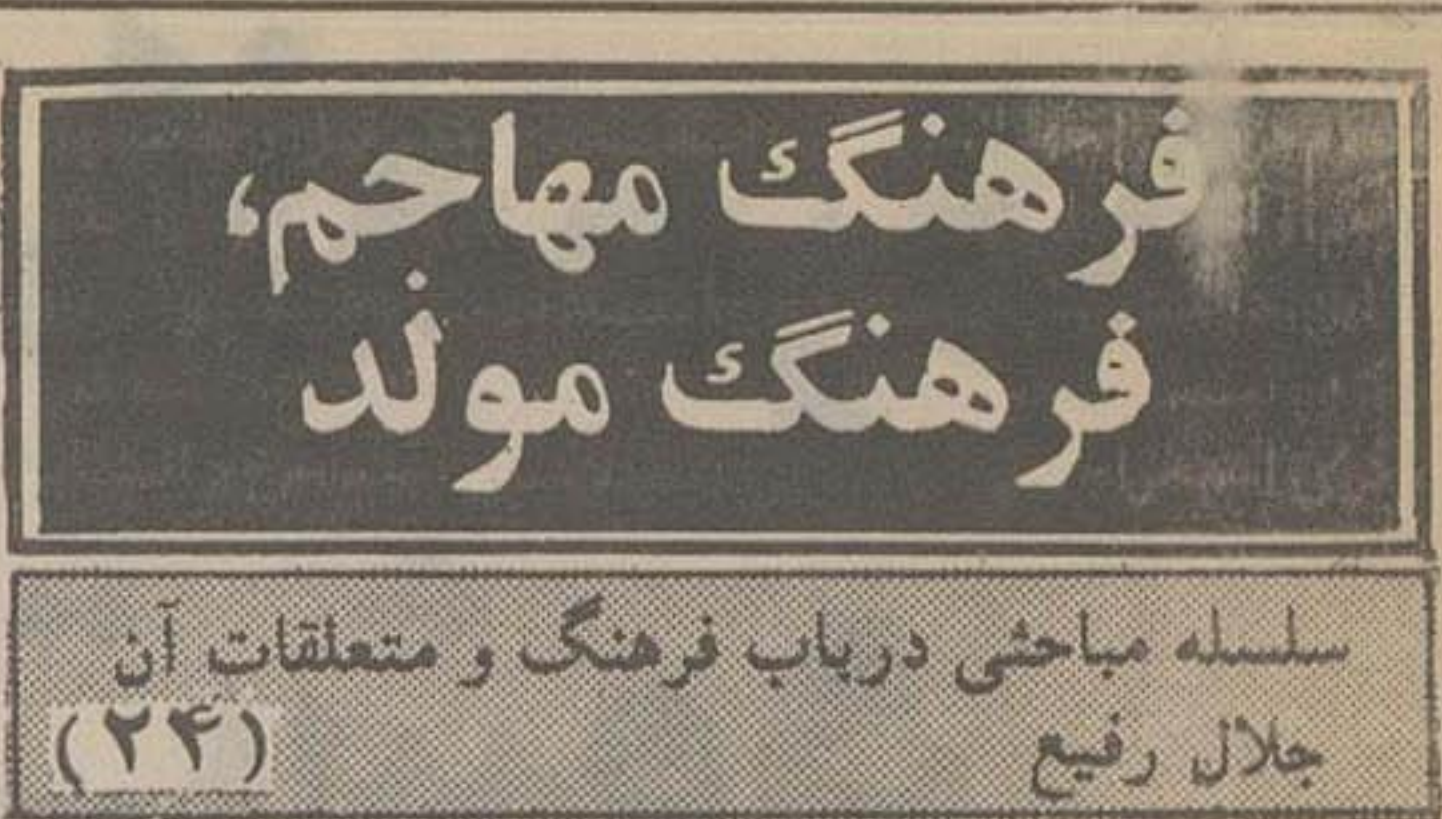 فرهنگ مهاجم،
فرهنگ مولد
سلسله مباحثی درباب فرهنگ و متعلقات آن
جلال رفیع (۲۴)